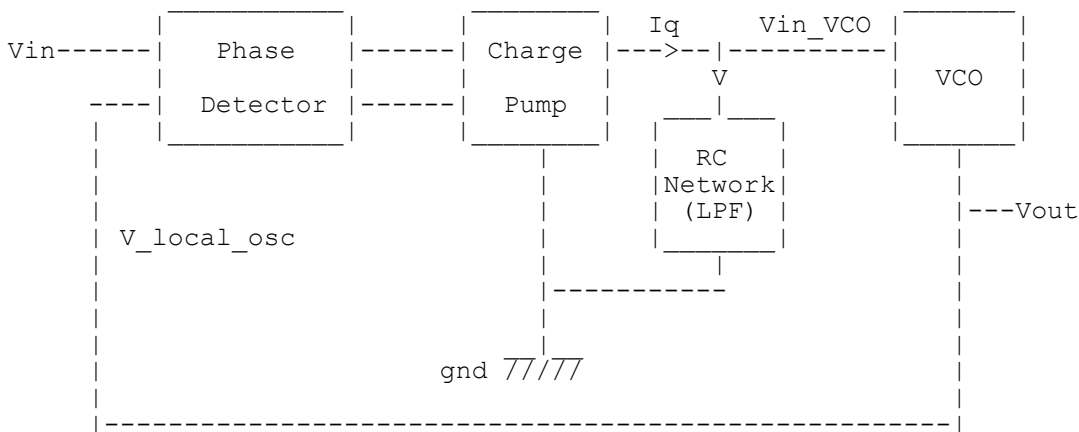 Iq Vin_VCO
Vin Phase Charge VCO
V
Detector Pump
RC
Network
(LPF)
Vout
V_local_osc
gnd